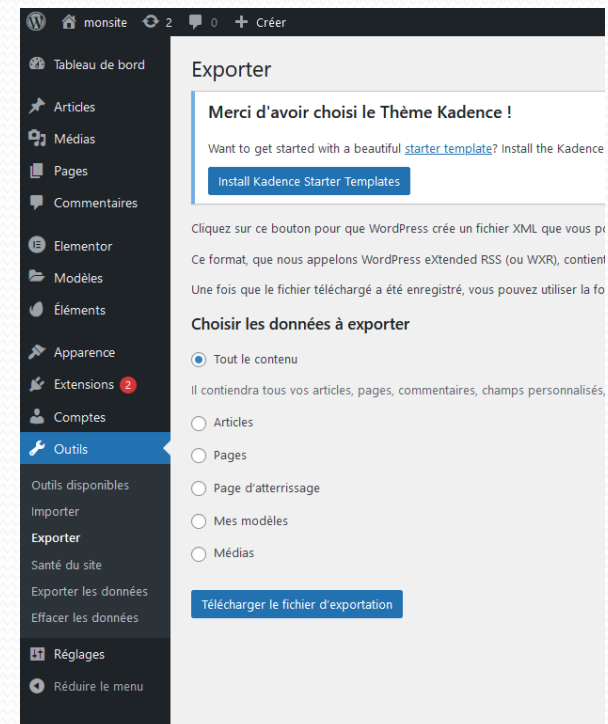 monsite 2 0 + Créer
Tableau de bord
Articles
Médias
Pages
Commentaires
Elementor
Modèles
Éléments
Apparence
Extensions 2
Comptes
Outils
Outils disponibles
Importer
Exporter
Santé du site
Exporter les données
Effacer les données
Réglages
Réduire le menu
Exporter
Merci d'avoir choisi le Thème Kadence !
Want to get started with a beautiful starter template? Install the Kadence
Install Kadence Starter Templates
Cliquez sur ce bouton pour que WordPress crée un fichier XML que vous
Ce format, que nous appelons WordPress eXtended RSS (ou WXR), contient
Une fois que le fichier téléchargé a été enregistré, vous pouvez utiliser la
Choisir les données à exporter
Tout le contenu
Il contiendra tous vos articles, pages, commentaires, champs personnalisés,
Articles
Pages
Page d'atterrissage
Mes modèles
Médias
Télécharger le fichier d'exportation